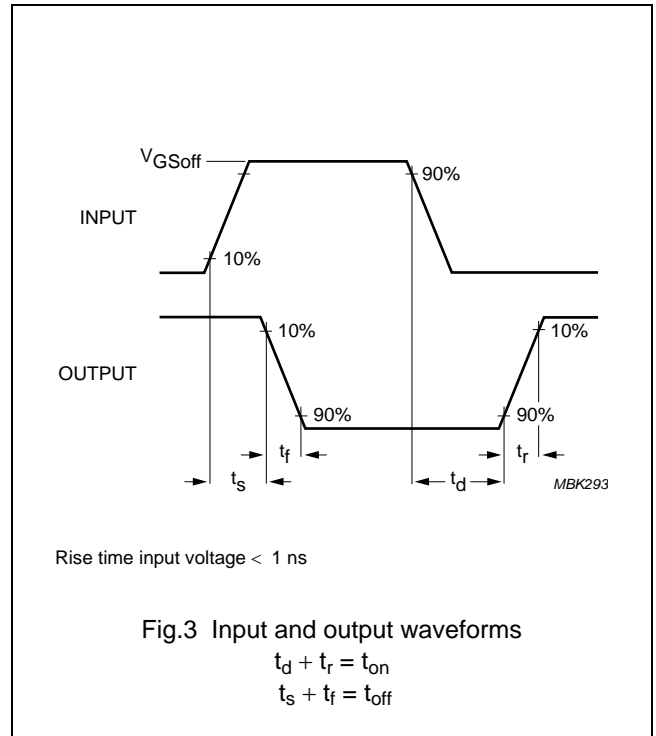 VGSoff
INPUT
90%
10%
OUTPUT
10%
10%
90%
90%
tf
tr
ts
td
MBK293
Rise time input voltage < 1 ns
Fig.3 Input and output waveforms
td + tr = ton
ts + tf = toff